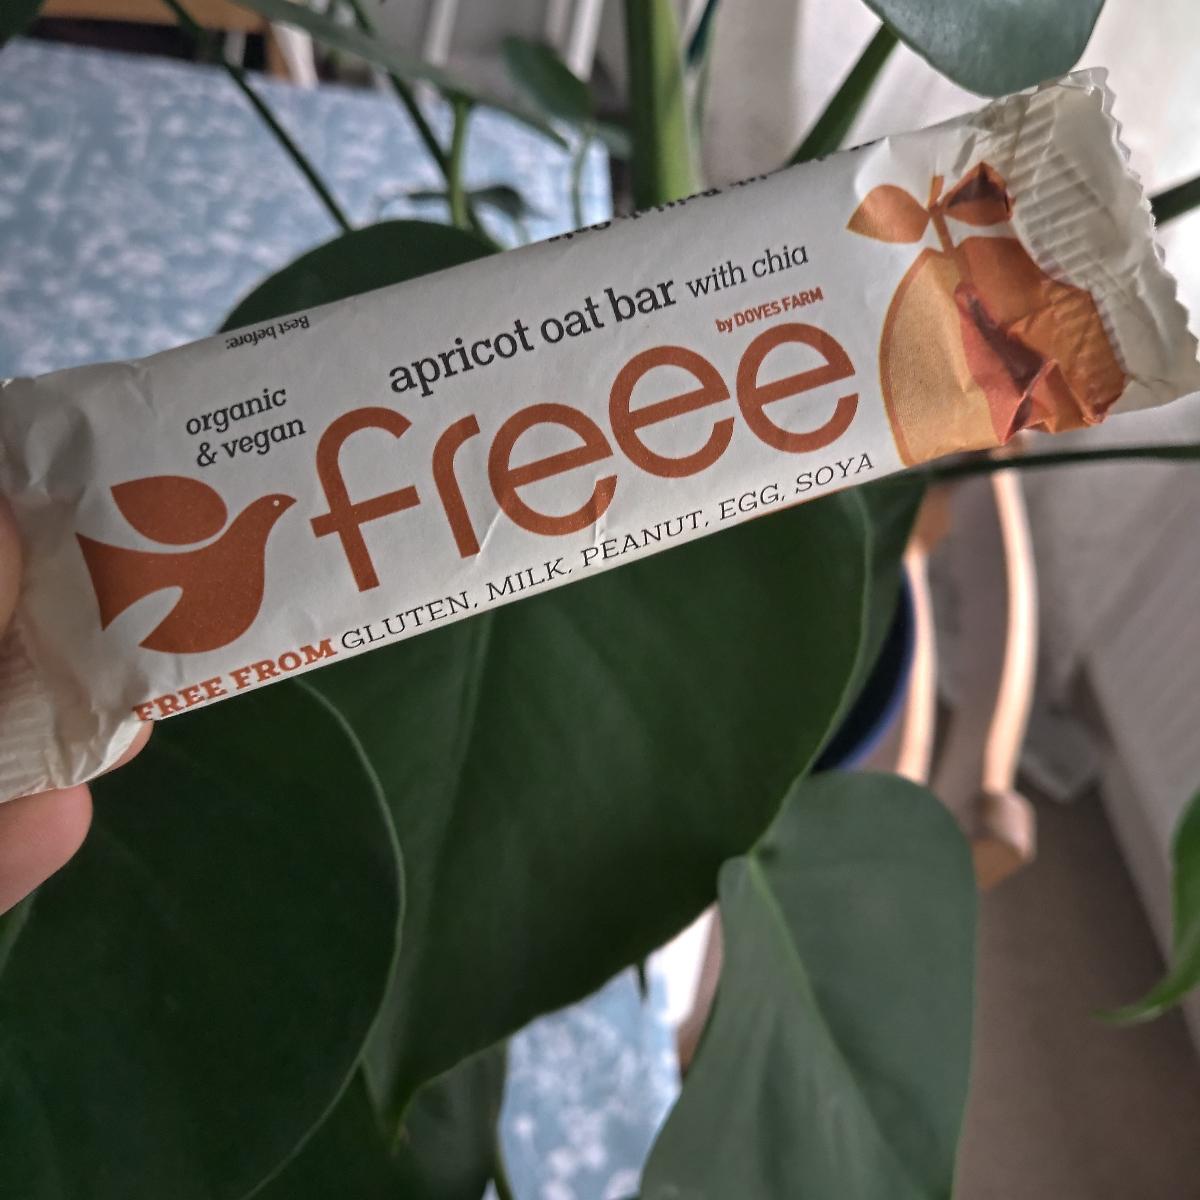 Best before:
apricot oat bar with chia
by DOVES FARM
organic
& vegan
freee
FREE FROM GLUTEN, MILK, PEANUT, EGG, SOYA